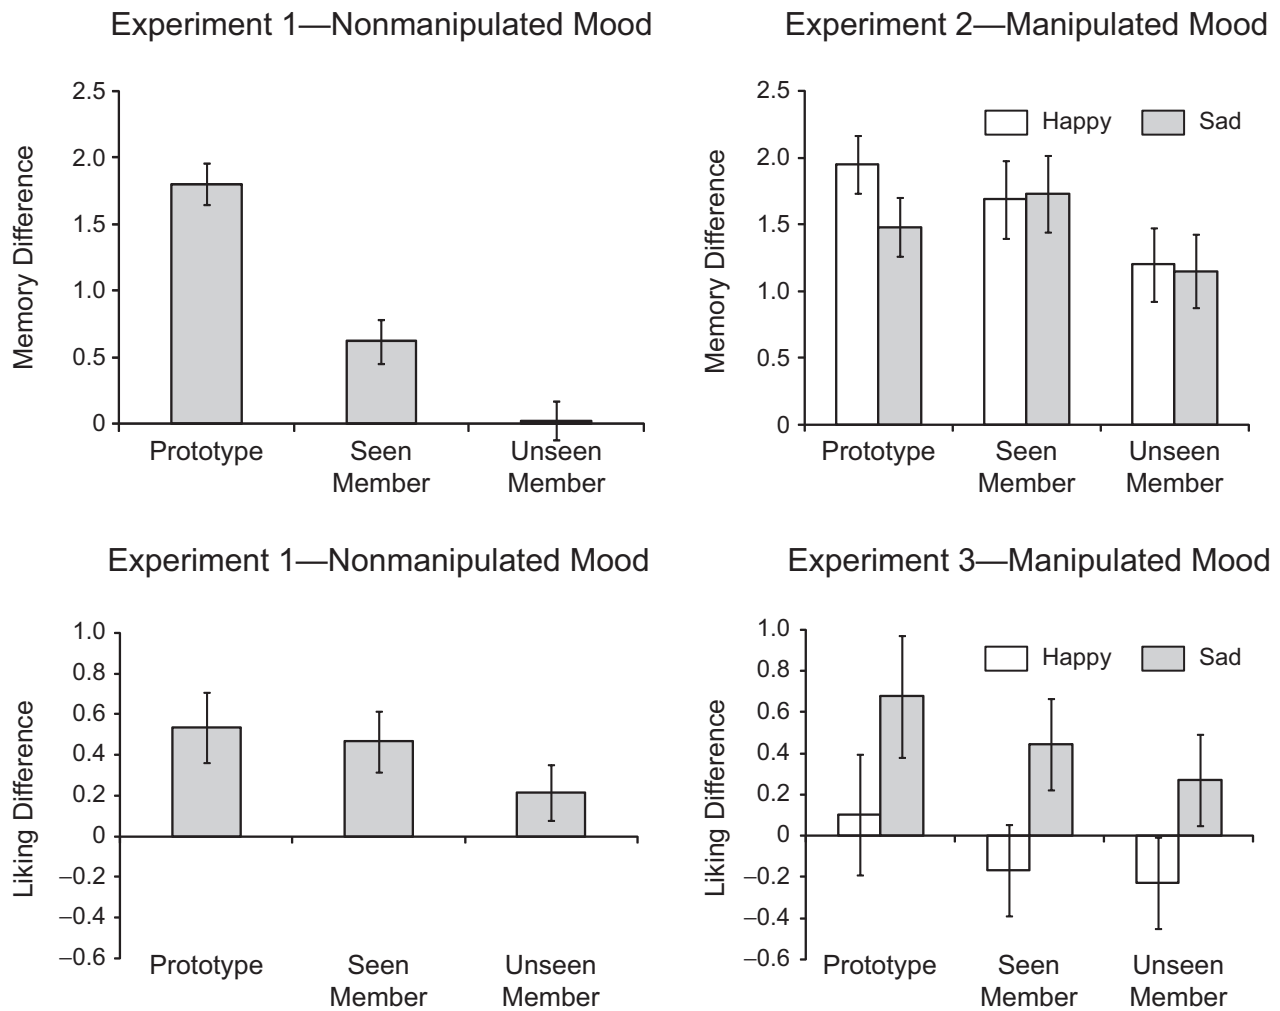 Experiment 1—Nonmanipulated Mood
Memory Difference
2.5
2.0
1.5
1.0
0.5
0
Prototype
Seen
Member
Unseen
Member
Experiment 2—Manipulated Mood
Memory Difference
2.5
2.0
1.5
1.0
0.5
0
Happy
Sad
Prototype
Seen
Member
Unseen
Member
Experiment 1—Nonmanipulated Mood
Liking Difference
1.0
0.8
0.6
0.4
0.2
0
–0.2
–0.4
–0.6
Prototype
Seen
Member
Unseen
Member
Experiment 3—Manipulated Mood
Liking Difference
1.0
0.8
0.6
0.4
0.2
0
–0.2
–0.4
–0.6
Happy
Sad
Prototype
Seen
Member
Unseen
Member